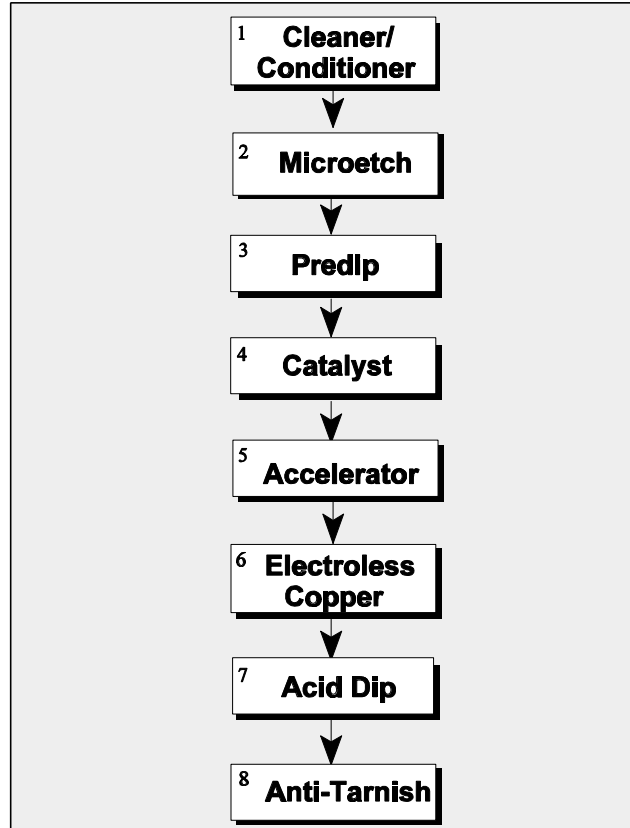 1 Cleaner/
Conditioner
2 Microetch
3 Predip
4 Catalyst
5 Accelerator
6 Electroless
Copper
7 Acid Dip
8 Anti-Tarnish